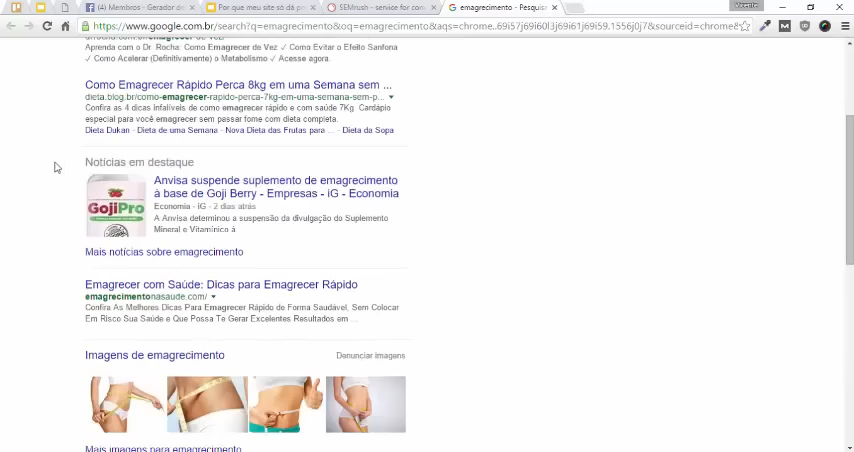 (4) Membros - Gerador de
Por que meu site só dá p
SEMrush - service for com
emagrecimento - Pesquisa
Vicente
https://www.google.com.br/search?q=emagrecimento&oq=emagrecimento&aqs=chrome..69i57j69i60l3j69i61j69i59.1556j0j7&sourceid=chrome&
Aprenda com o Dr. Rocha: Como Emagrecer de Vez ✓ Como Evitar o Efeito Sanfona
✓ Como Acelerar (Definitivamente) o Metabolismo ✓ Acesse agora.
Como Emagrecer Rápido Perca 8kg em uma Semana sem ...
dieta.blog.br/como-emagrecer-rapido-perca-7kg-em-uma-semana-sem-p...
Confira as 4 dicas infalíveis de como emagrecer rápido e com saúde 7Kg Cardápio
especial para você emagrecer sem passar fome com dieta completa.
Dieta Dukan - Dieta de uma Semana - Nova Dieta das Frutas para ... - Dieta da Sopa
Notícias em destaque
GojiPro
Anvisa suspende suplemento de emagrecimento
à base de Goji Berry - Empresas - iG - Economia
Economia - iG - 2 dias atrás
A Anvisa determinou a suspensão da divulgação do Suplemento
Mineral e Vitamínico à
Mais notícias sobre emagrecimento
Emagrecer com Saúde: Dicas para Emagrecer Rápido
emagrecimentonasaude.com/
Confira As Melhores Dicas Para Emagrecer Rápido de Forma Saudável, Sem Colocar
Em Risco Sua Saúde e Que Possa Te Gerar Excelentes Resultados em ...
Imagens de emagrecimento
Denunciar imagens
Mais imagens para emagrecimento